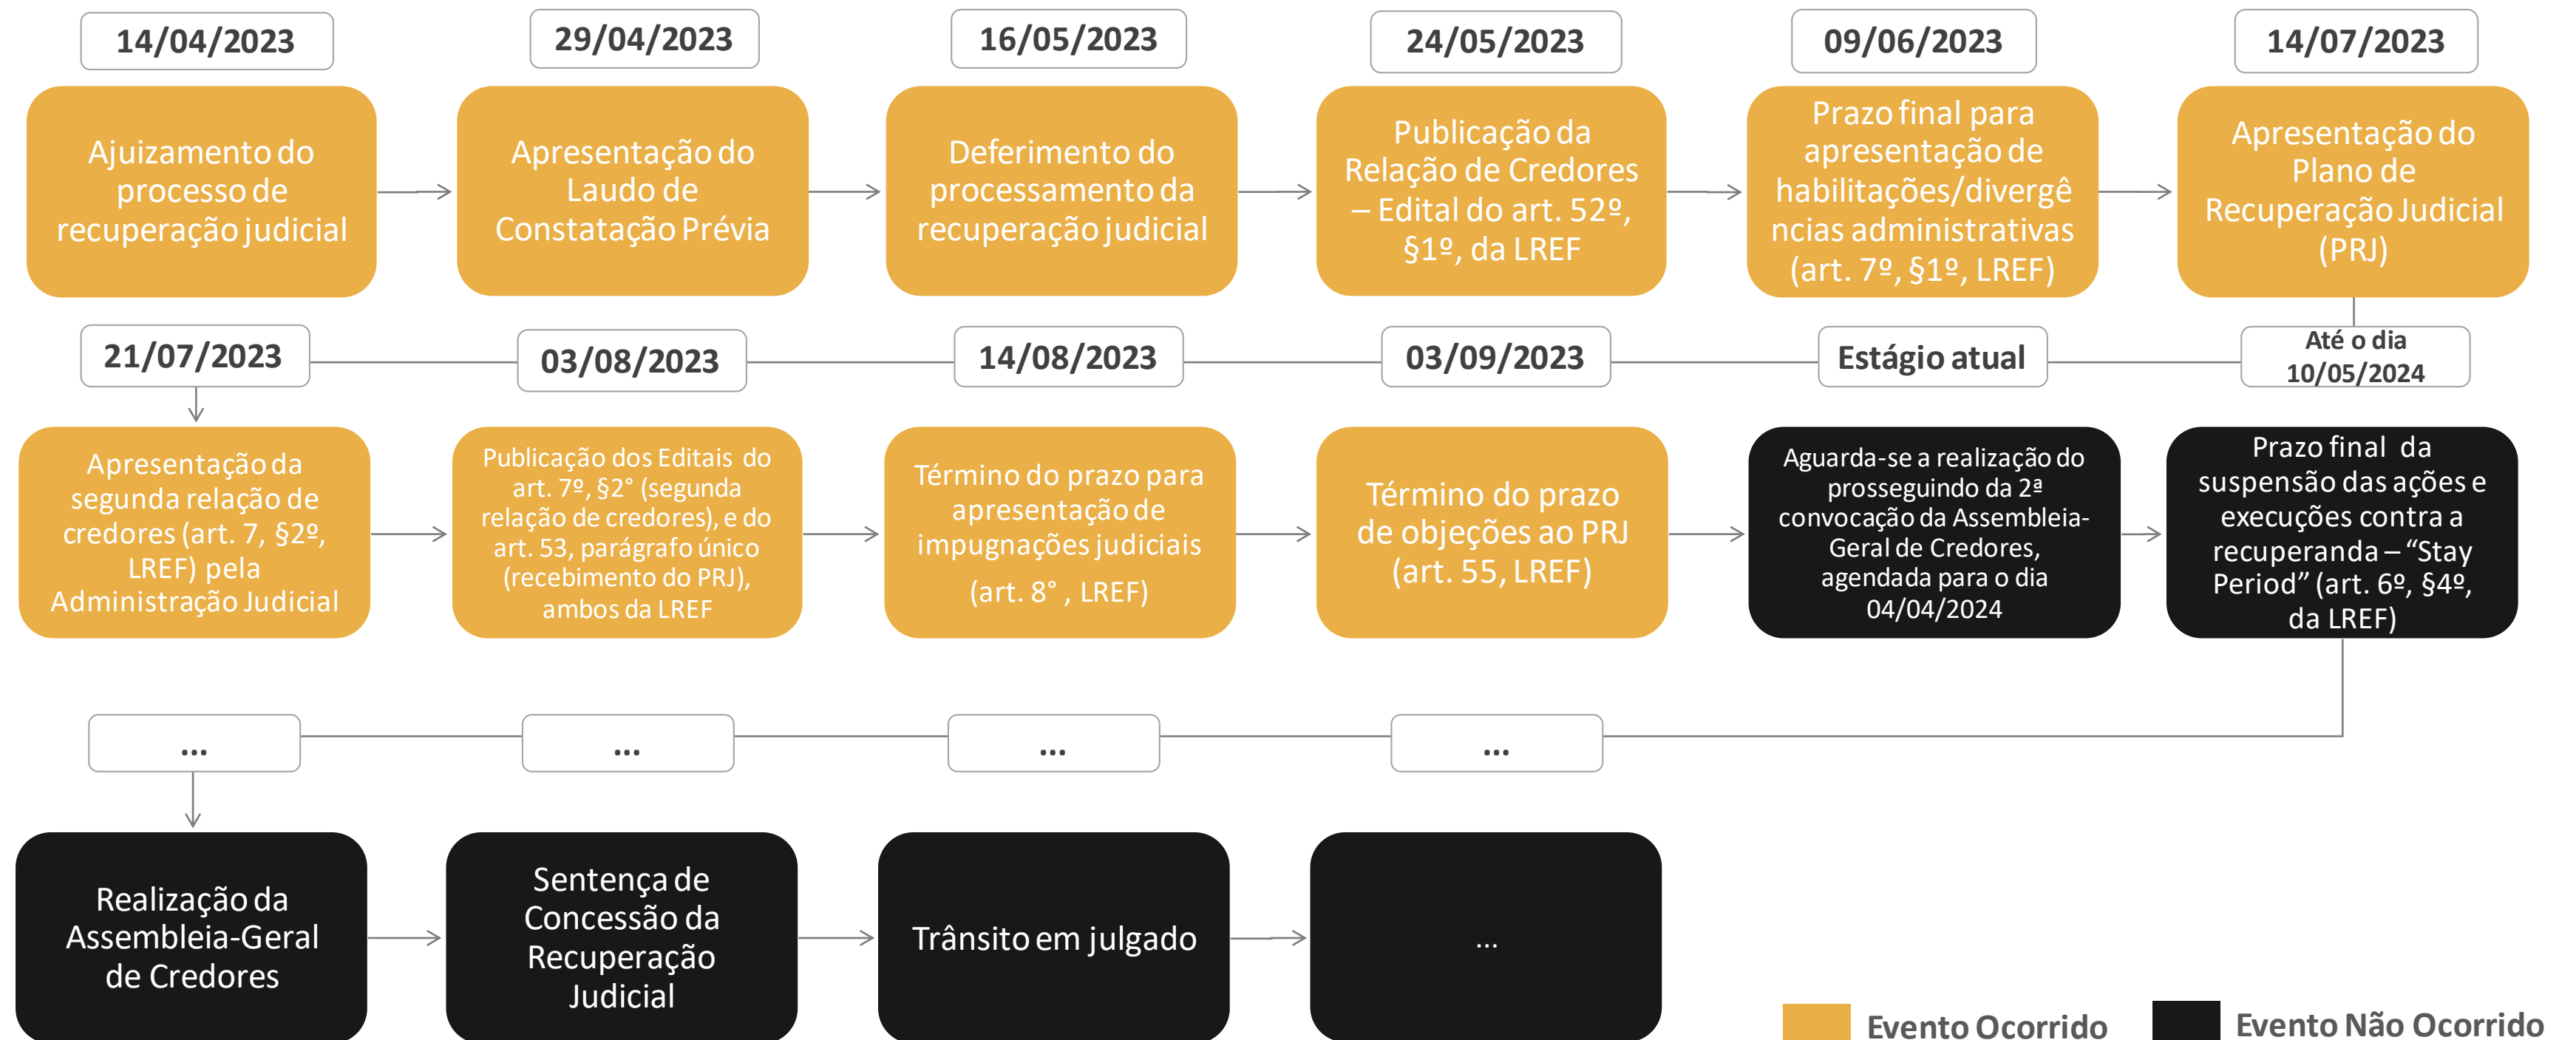 14/04/2023
29/04/2023
16/05/2023
24/05/2023
09/06/2023
14/07/2023
Ajuizamento do
processo de
recuperação judicial
Apresentação do
Laudo de
Constatação Prévia
Deferimento do
processamento da
recuperação judicial
Publicação da
Relação de Credores
– Edital do art. 52º,
§1º, da LREF
Prazo final para
apresentação de
habilitações/divergê
ncias administrativas
(art. 7º, §1º, LREF)
Apresentação do
Plano de
Recuperação Judicial
(PRJ)
21/07/2023
03/08/2023
14/08/2023
03/09/2023
Estágio atual
Até o dia
10/05/2024
Apresentação da
segunda relação de
credores (art. 7, §2º,
LREF) pela
Administração Judicial
Publicação dos Editais do
art. 7º, §2° (segunda
relação de credores), e do
art. 53, parágrafo único
(recebimento do PRJ),
ambos da LREF
Término do prazo para
apresentação de
impugnações judiciais
(art. 8° , LREF)
Término do prazo
de objeções ao PRJ
(art. 55, LREF)
Aguarda-se a realização do
prosseguindo da 2ª
convocação da Assembleia-
Geral de Credores,
agendada para o dia
04/04/2024
Prazo final da
suspensão das ações e
execuções contra a
recuperanda – “Stay
Period” (art. 6º, §4º,
da LREF)
...
...
...
...
Realização da
Assembleia-Geral
de Credores
Sentença de
Concessão da
Recuperação
Judicial
Trânsito em julgado
...
Evento Ocorrido
Evento Não Ocorrido